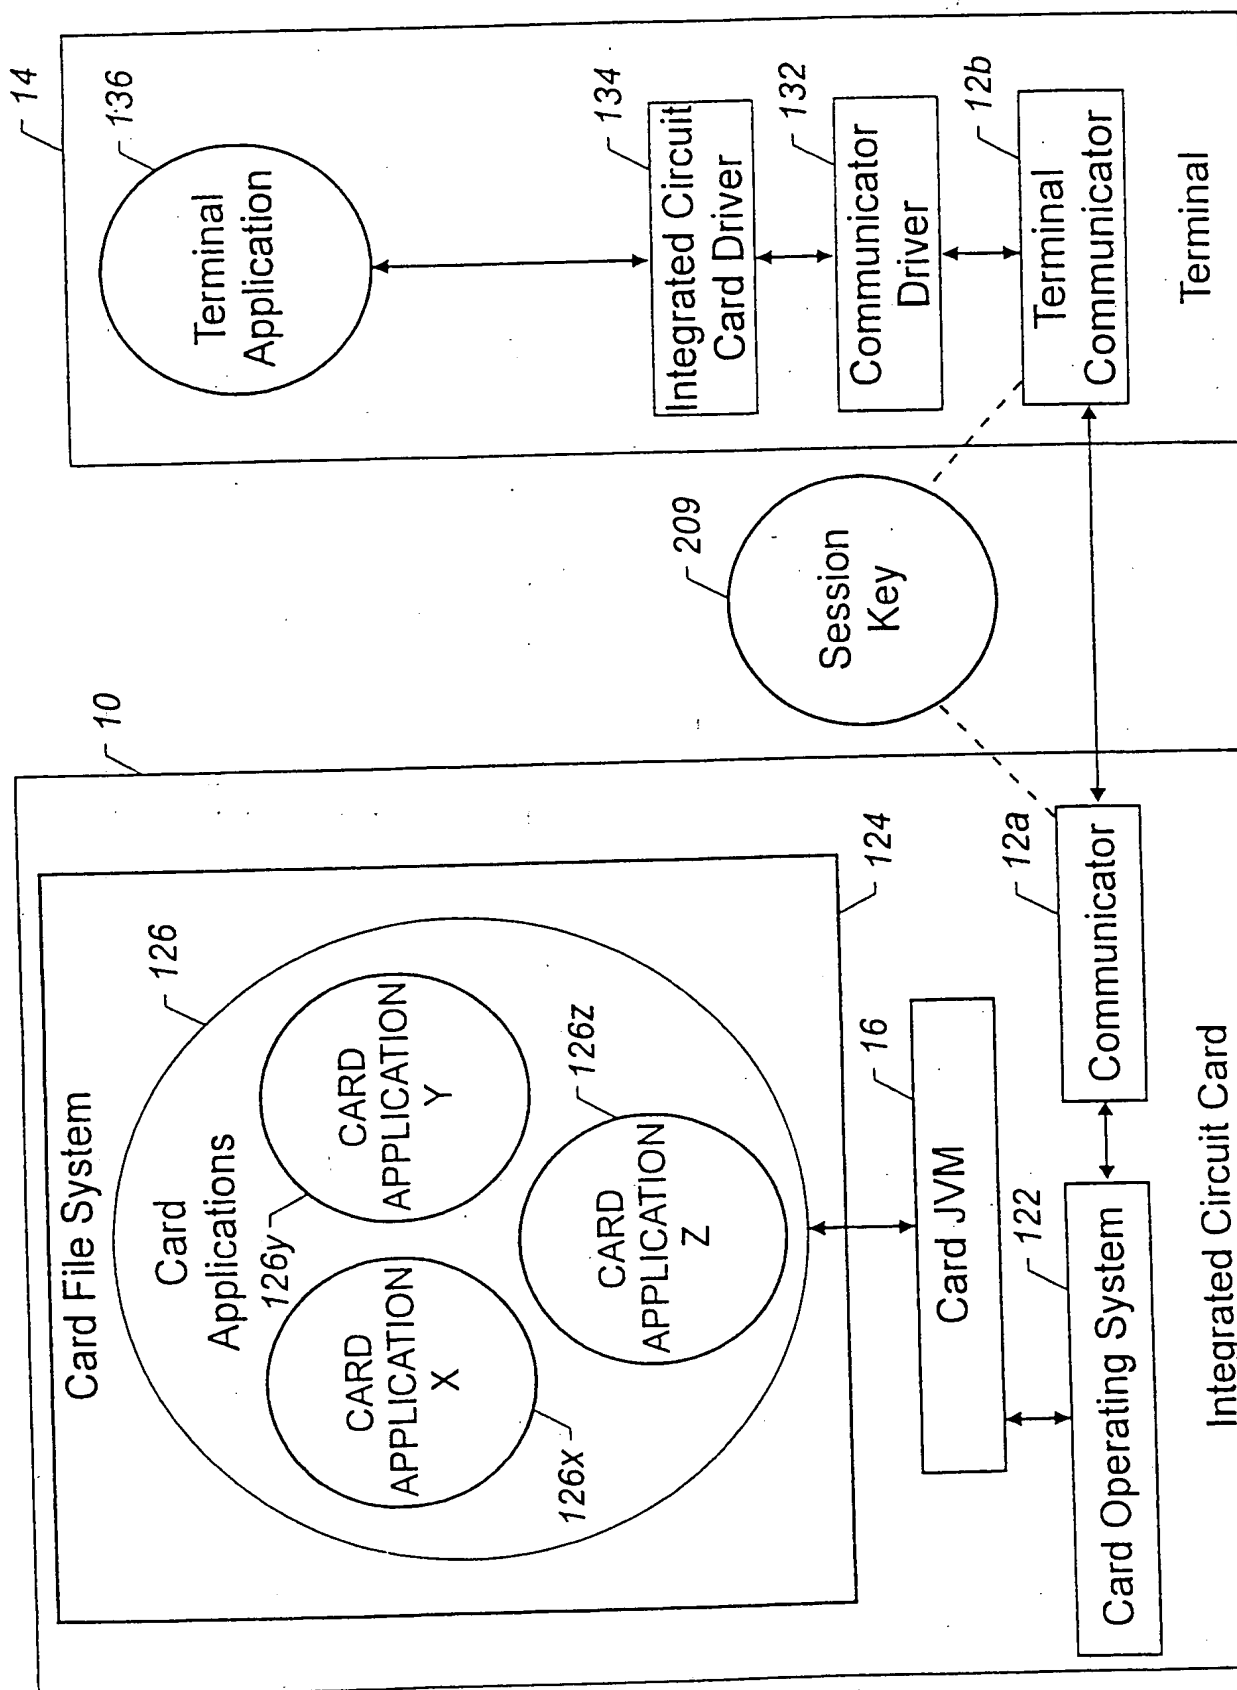 Card File System
Card
Applications
126
126y
CARD
APPLICATION
X
126x
CARD
APPLICATION
Y
CARD
APPLICATION
Z
126z
124
10
Card JVM
16
Card Operating System
122
Communicator
12a
Integrated Circuit Card
Session
Key
209
14
Terminal
Application
136
Integrated Circuit
Card Driver
134
Communicator
Driver
132
Terminal
Communicator
12b
Terminal